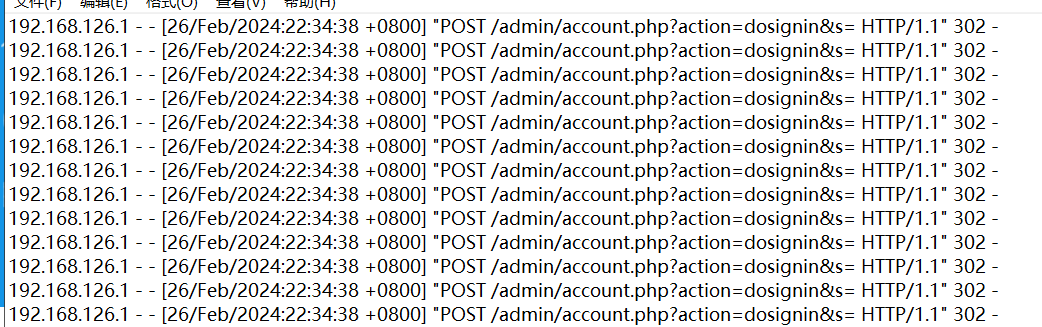 文件(F) 编辑(E) 格式(O) 查看(V) 帮助(H)
192.168.126.1 - - [26/Feb/2024:22:34:38 +0800] "POST /admin/account.php?action=dosignin&s= HTTP/1.1" 302 -
192.168.126.1 - - [26/Feb/2024:22:34:38 +0800] "POST /admin/account.php?action=dosignin&s= HTTP/1.1" 302 -
192.168.126.1 - - [26/Feb/2024:22:34:38 +0800] "POST /admin/account.php?action=dosignin&s= HTTP/1.1" 302 -
192.168.126.1 - - [26/Feb/2024:22:34:38 +0800] "POST /admin/account.php?action=dosignin&s= HTTP/1.1" 302 -
192.168.126.1 - - [26/Feb/2024:22:34:38 +0800] "POST /admin/account.php?action=dosignin&s= HTTP/1.1" 302 -
192.168.126.1 - - [26/Feb/2024:22:34:38 +0800] "POST /admin/account.php?action=dosignin&s= HTTP/1.1" 302 -
192.168.126.1 - - [26/Feb/2024:22:34:38 +0800] "POST /admin/account.php?action=dosignin&s= HTTP/1.1" 302 -
192.168.126.1 - - [26/Feb/2024:22:34:38 +0800] "POST /admin/account.php?action=dosignin&s= HTTP/1.1" 302 -
192.168.126.1 - - [26/Feb/2024:22:34:38 +0800] "POST /admin/account.php?action=dosignin&s= HTTP/1.1" 302 -
192.168.126.1 - - [26/Feb/2024:22:34:38 +0800] "POST /admin/account.php?action=dosignin&s= HTTP/1.1" 302 -
192.168.126.1 - - [26/Feb/2024:22:34:38 +0800] "POST /admin/account.php?action=dosignin&s= HTTP/1.1" 302 -
192.168.126.1 - - [26/Feb/2024:22:34:38 +0800] "POST /admin/account.php?action=dosignin&s= HTTP/1.1" 302 -
192.168.126.1 - - [26/Feb/2024:22:34:38 +0800] "POST /admin/account.php?action=dosignin&s= HTTP/1.1" 302 -